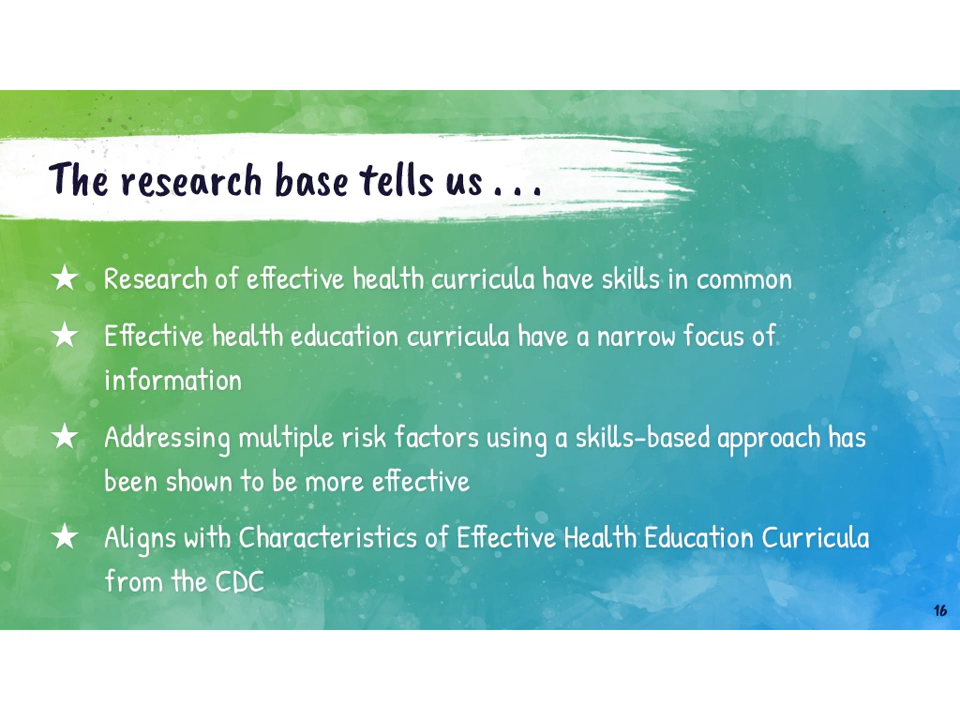 The research base tells us . . .
★ Research of effective health curricula have skills in common
★ Effective health education curricula have a narrow focus of
information
★ Addressing multiple risk factors using a skills-based approach has
been shown to be more effective
★ Aligns with Characteristics of Effective Health Education Curricula
from the CDC
16